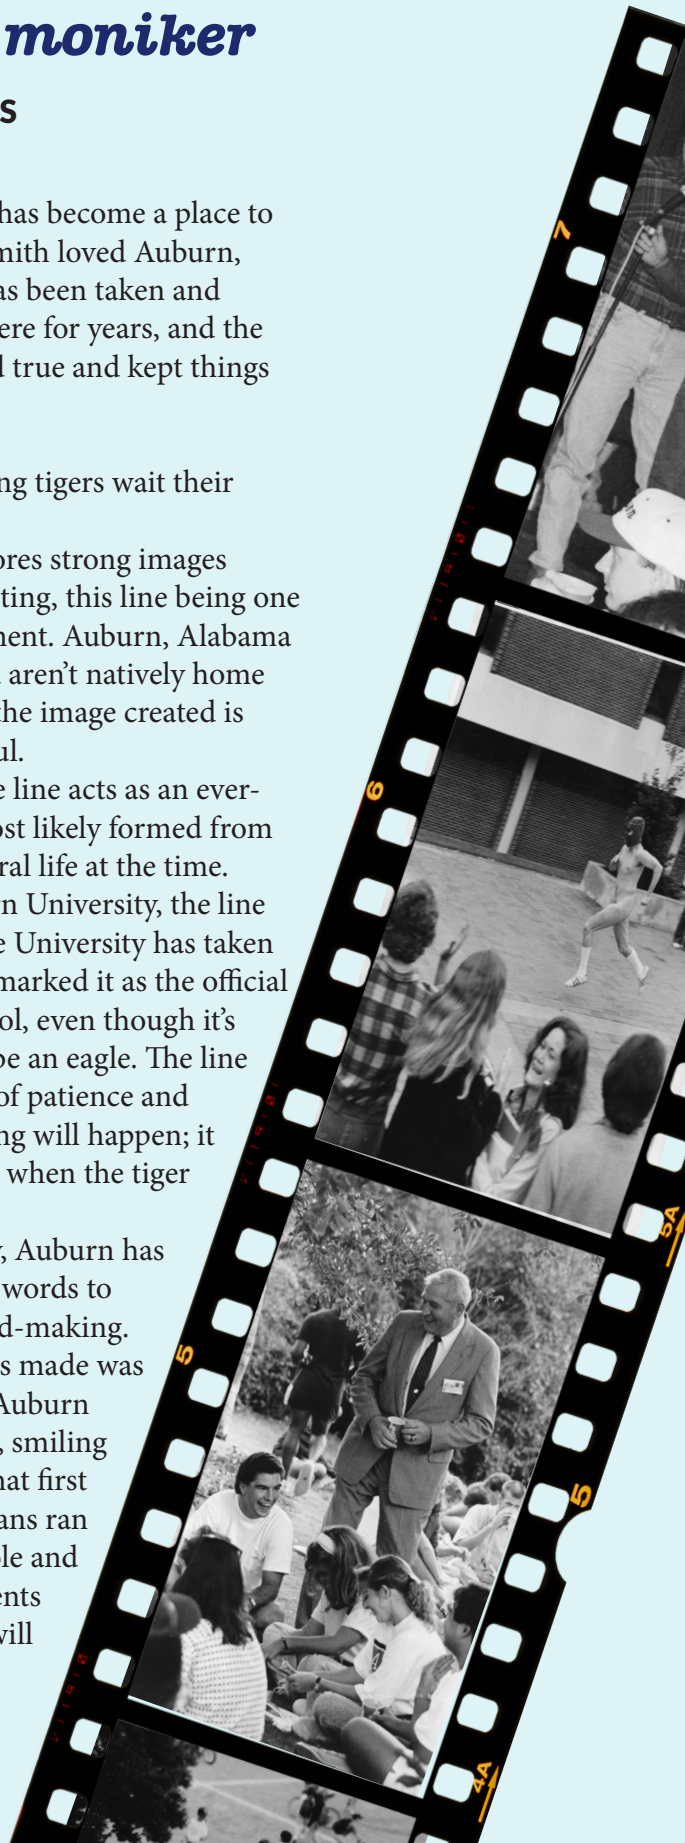 moniker
s
has become a place to
mith loved Auburn,
as been taken and
ere for years, and the
d true and kept things
ng tigers wait their
ores strong images
ting, this line being one
nent. Auburn, Alabama
aren’t natively home
the image created is
ul.
e line acts as an ever-
ost likely formed from
ral life at the time.
rn University, the line
e University has taken
marked it as the official
ol, even though it’s
be an eagle. The line
of patience and
ng will happen; it
when the tiger
y, Auburn has
words to
d-making.
s made was
Auburn
, smiling
hat first
ans ran
le and
ents
will
7
6
5
5A
5
4A